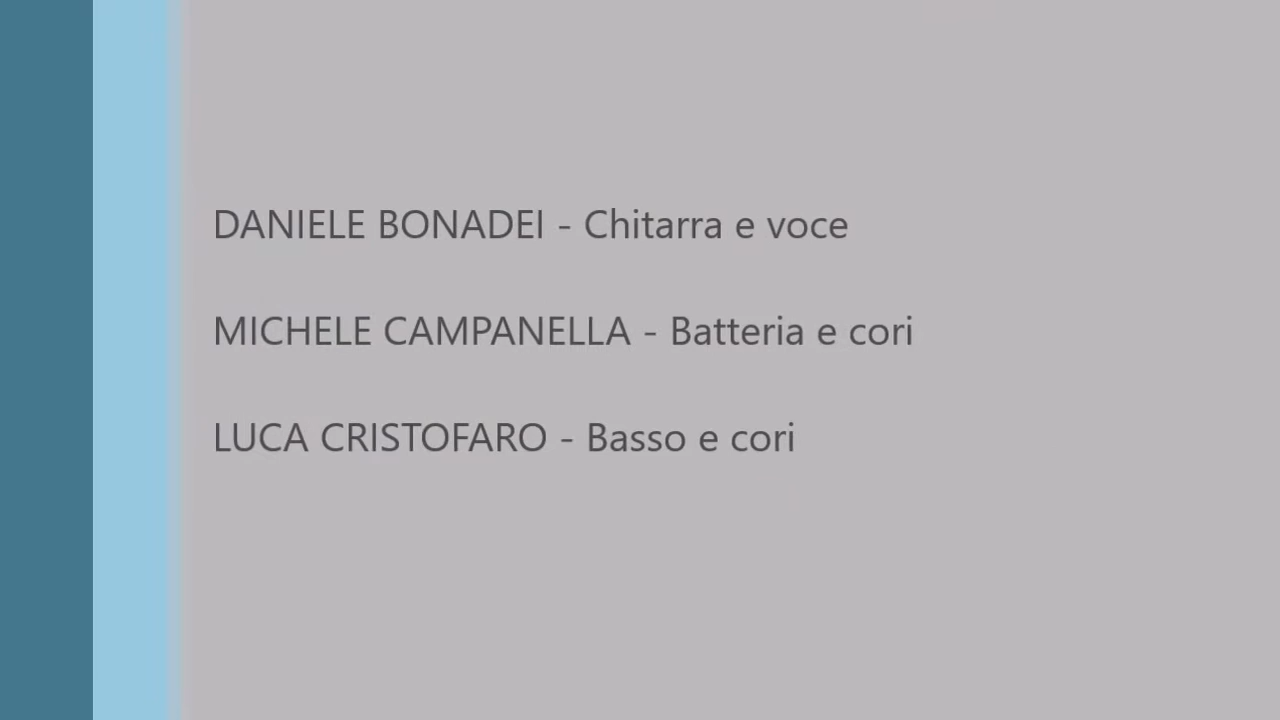 DANIELE BONADEI - Chitarra e voce
MICHELE CAMPANELLA - Batteria e cori
LUCA CRISTOFARO - Basso e cori